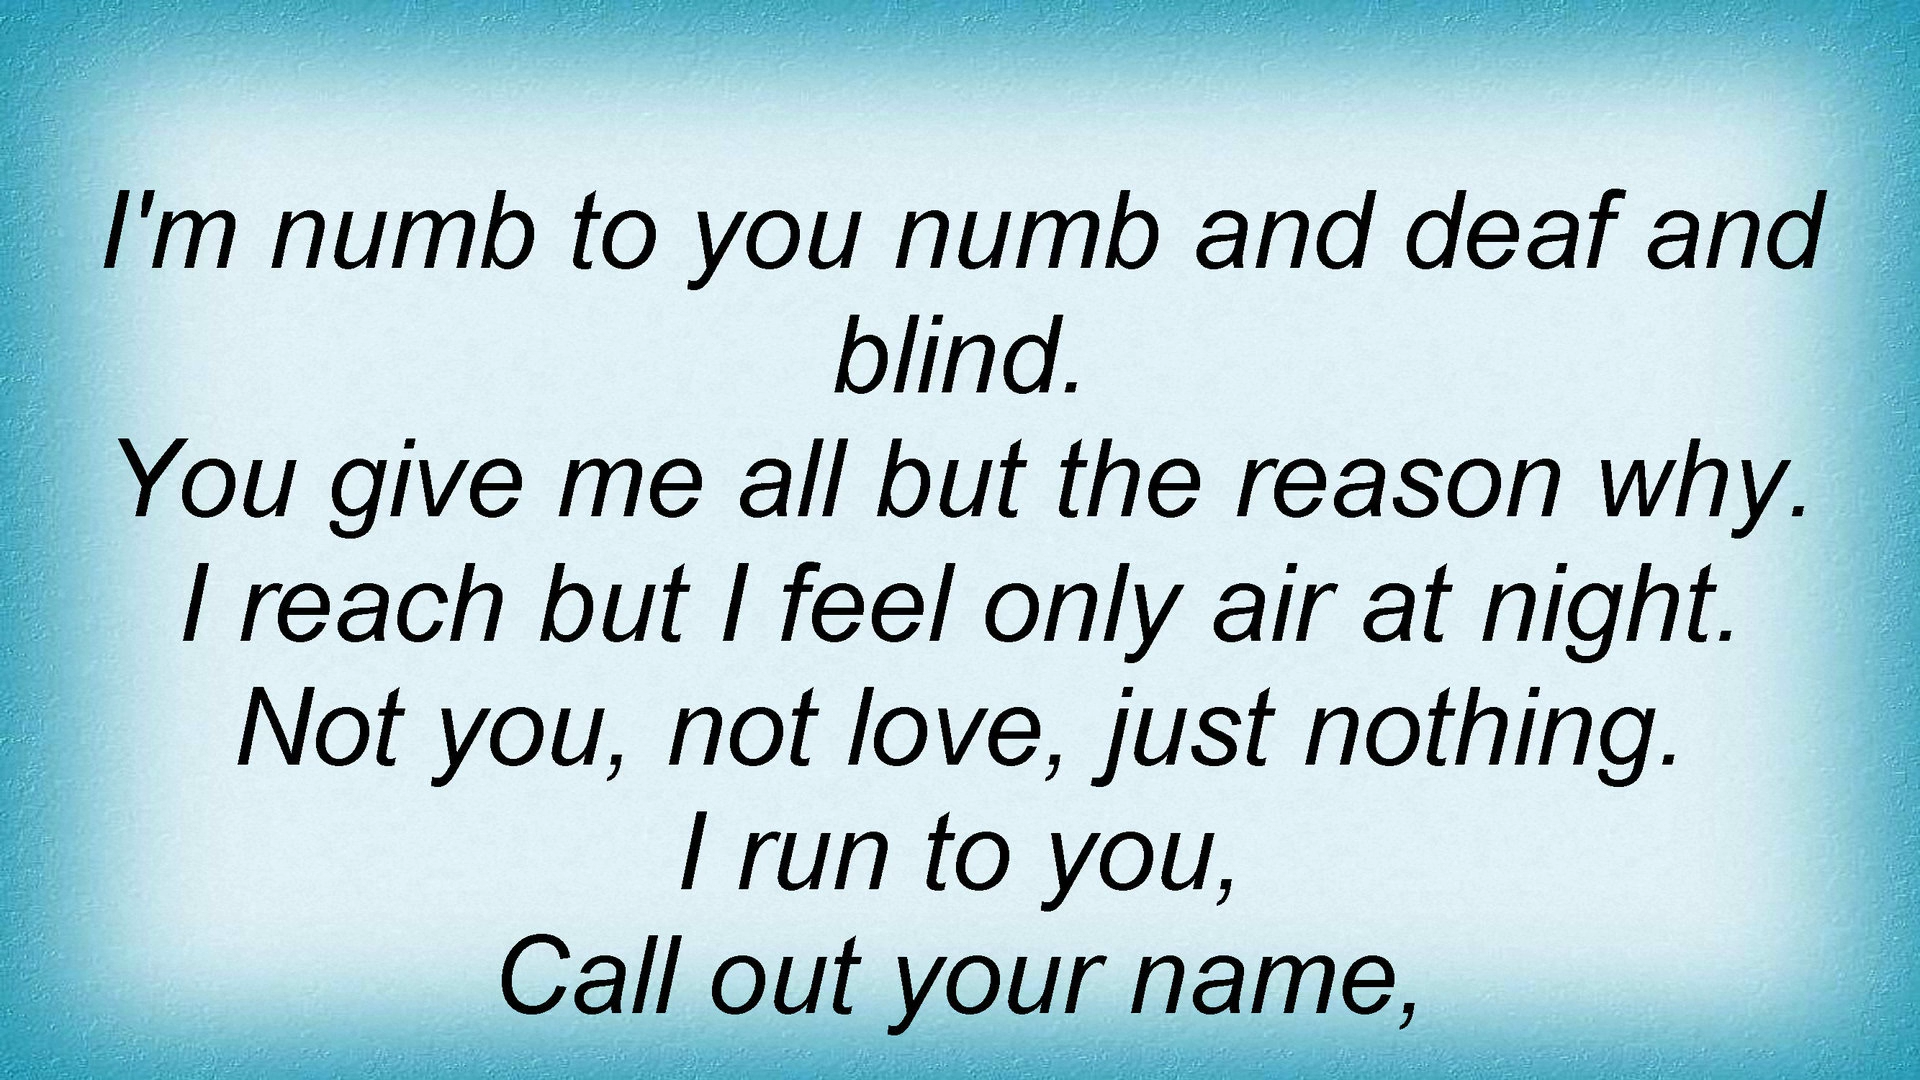 I'm numb to you numb and deaf and
blind.
You give me all but the reason why.
I reach but I feel only air at night.
Not you, not love, just nothing.
I run to you,
Call out your name,